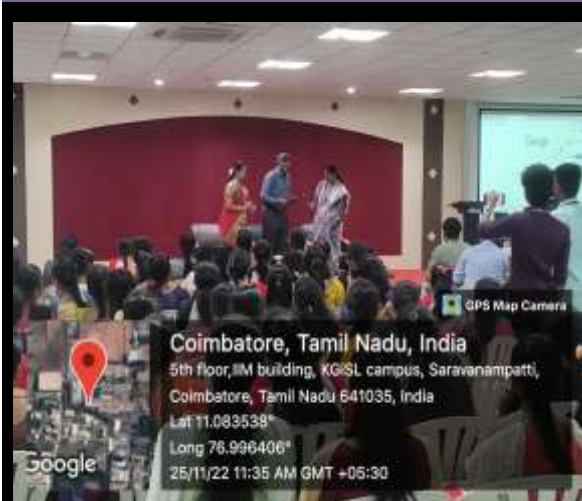 Google
GPS Map Camera
Coimbatore, Tamil Nadu, India
5th floor,IIM building, KGiSL campus, Saravanampatti,
Coimbatore, Tamil Nadu 641035, India
Lat 11.083538°
Long 76.996406°
25/11/22 11:35 AM GMT +05:30
Google